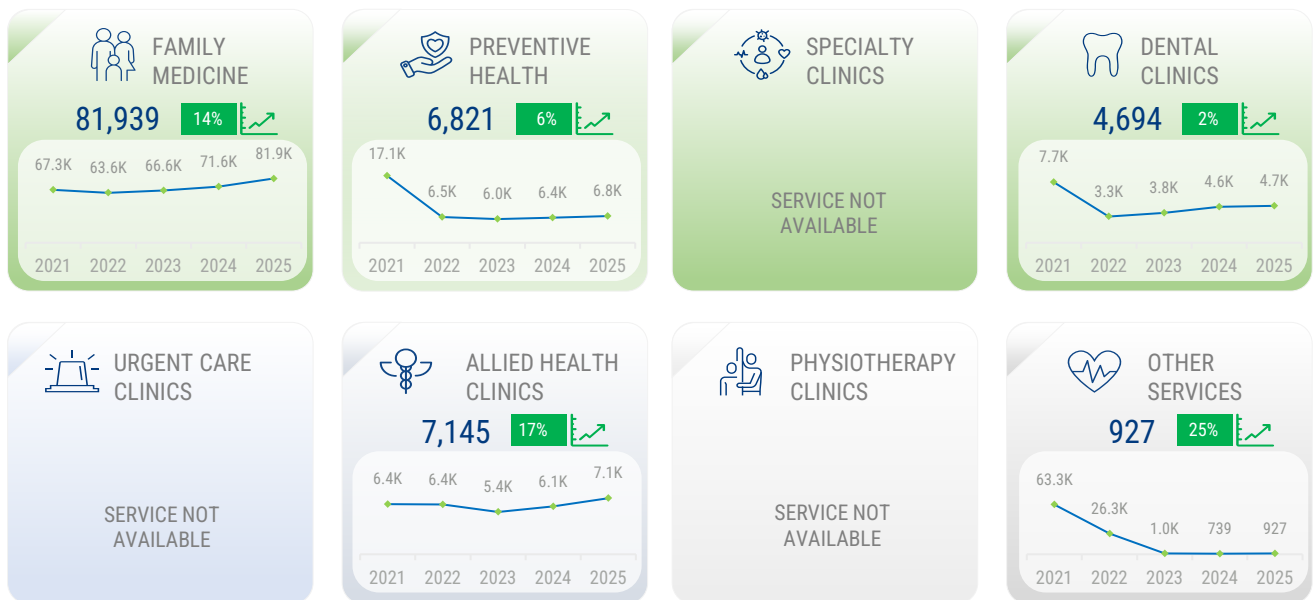 FAMILY
MEDICINE
81,939
14%
67.3K 63.6K 66.6K 71.6K 81.9K
2021 2022 2023 2024 2025
PREVENTIVE
HEALTH
6,821
6%
17.1K 6.5K 6.0K 6.4K 6.8K
2021 2022 2023 2024 2025
SPECIALTY
CLINICS
SERVICE NOT
AVAILABLE
DENTAL
CLINICS
4,694
2%
7.7K 3.3K 3.8K 4.6K 4.7K
2021 2022 2023 2024 2025
URGENT CARE
CLINICS
SERVICE NOT
AVAILABLE
ALLIED HEALTH
CLINICS
7,145
17%
6.4K 6.4K 5.4K 6.1K 7.1K
2021 2022 2023 2024 2025
PHYSIOTHERAPY
CLINICS
SERVICE NOT
AVAILABLE
OTHER
SERVICES
927
25%
63.3K 26.3K 1.0K 739 927
2021 2022 2023 2024 2025